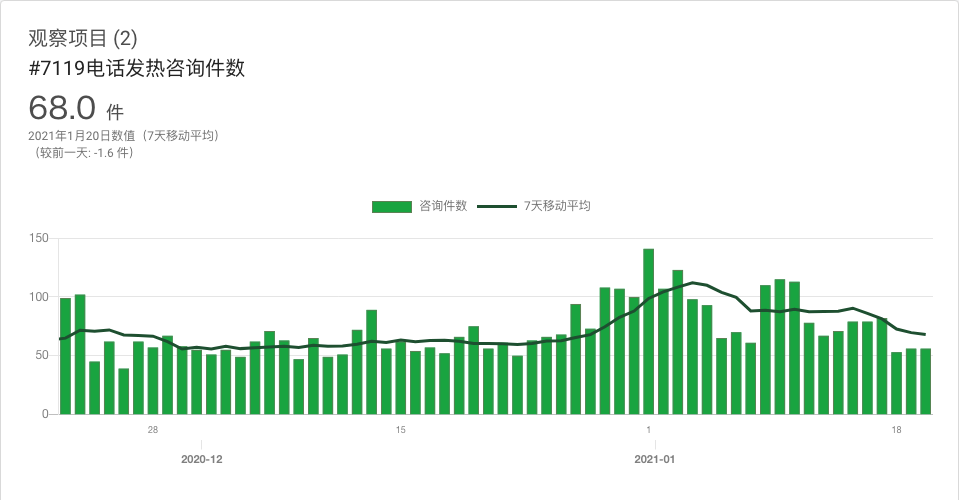 观察项目 (2)
#7119电话发热咨询件数
68.0 件
2021年1月20日数值（7天移动平均）
（较前一天: -1.6 件）
咨询件数 7天移动平均
150
100
50
0
28 15 1 18
2020-12 2021-01